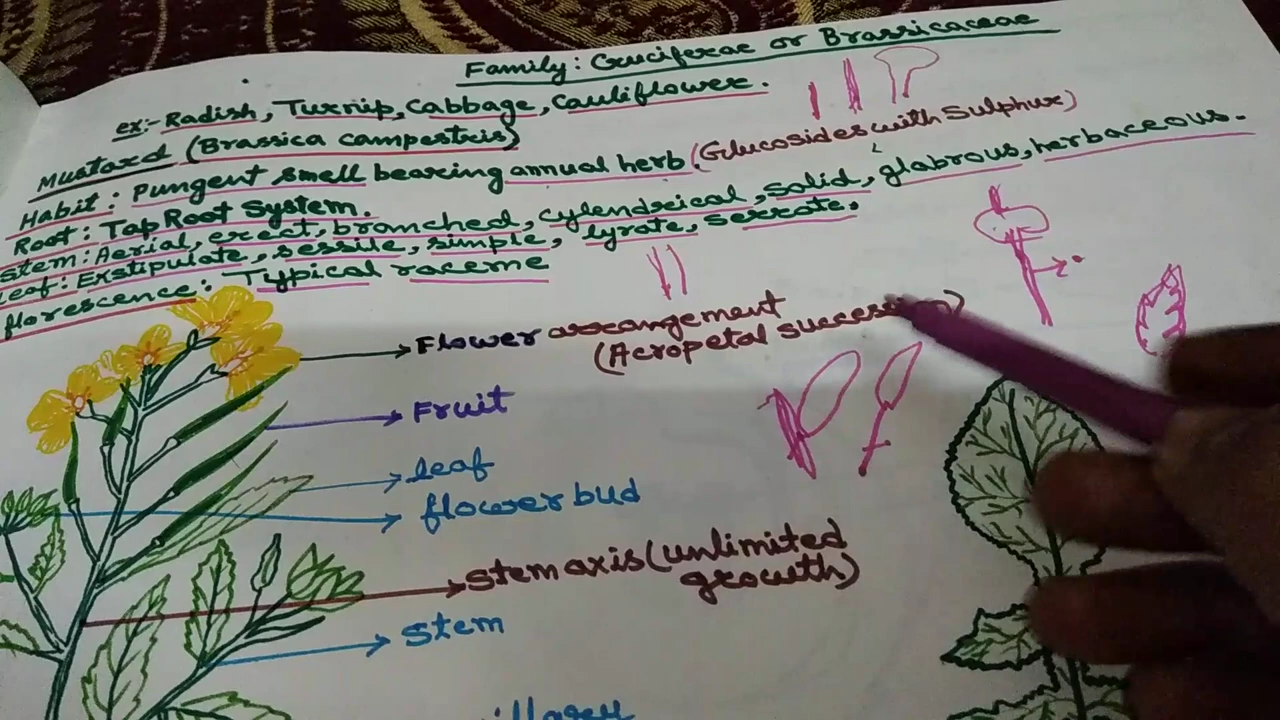 Family: Cruciferae or Brassicaceae
ex:- Radish, Turnip, Cabbage, Cauliflower.
Mustard (Brassica campestris)
Habit: Pungent smell bearing annual herb (Glucosides with Sulphur)
Root: Tap Root System.
Stem: Aerial, erect, branched, cylendrical, solid, glabrous, herbaceous.
Leaf: Exstipulate, sessile, simple, lyrate, serrate.
florescence: Typical raceme
Flower arrangement
(Acropetal succession)
Fruit
leaf
flower bud
Stem axis (unlimited
growth)
Stem